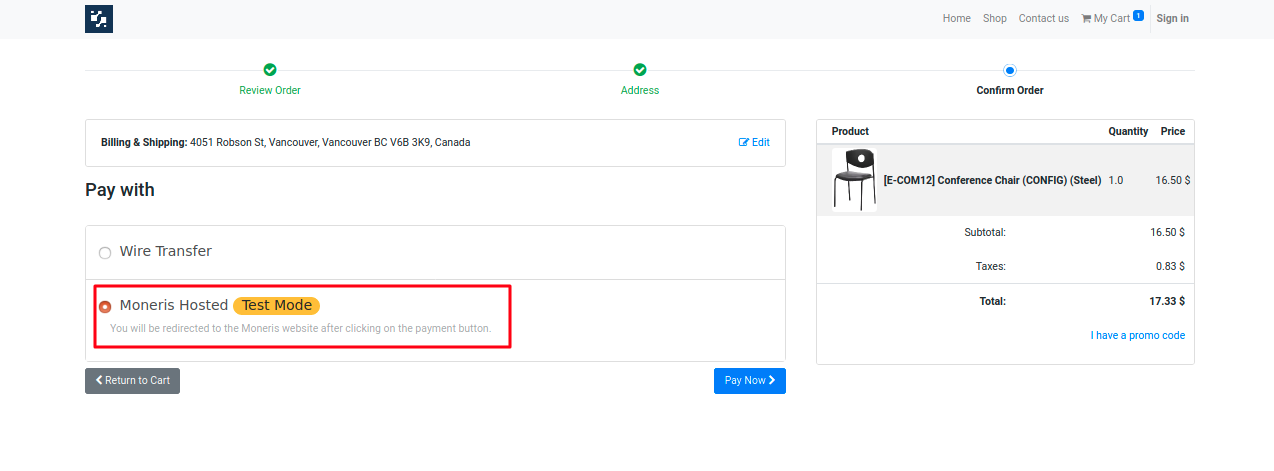 Home Shop Contact us My Cart 1 Sign in
Review Order Address Confirm Order
Billing & Shipping: 4051 Robson St, Vancouver, Vancouver BC V6B 3K9, Canada Edit
Pay with
Wire Transfer
Moneris Hosted Test Mode
You will be redirected to the Moneris website after clicking on the payment button.
Return to Cart Pay Now
Product Quantity Price
[E-COM12] Conference Chair (CONFIG) (Steel) 1.0 16.50 $
Subtotal: 16.50 $
Taxes: 0.83 $
Total: 17.33 $
I have a promo code